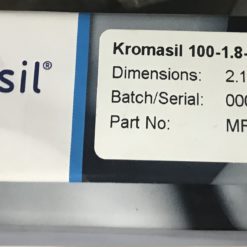 sil®
Kromasil 100-1.8-
Dimensions: 2.1
Batch/Serial: 000
Part No: MF